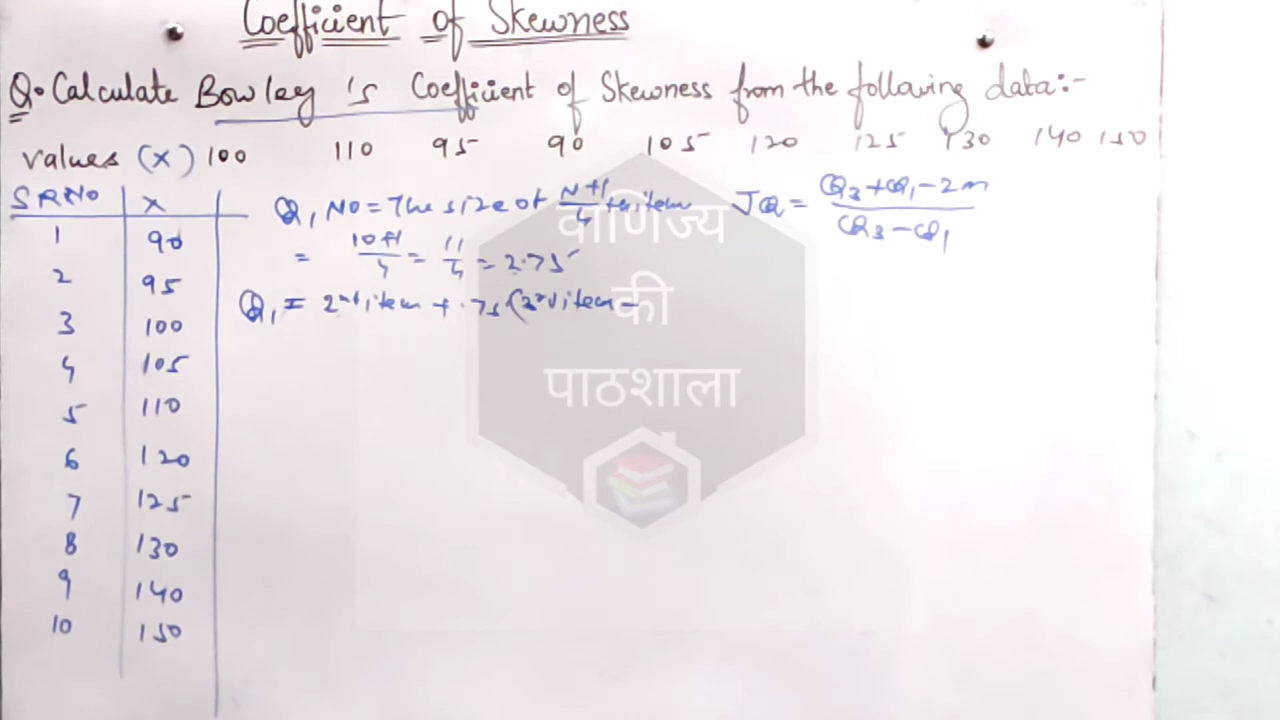 Coefficient of Skewness
Q. Calculate Bowley's Coefficient of Skewness from the following data:-
values (X) 100 110 95 90 105 120 125 130 140 150
SR NO X
1 90
2 95
3 100
4 105
5 110
6 120
7 125
8 130
9 140
10 150
Q₁ No = The size of N+1/4 th item
= 10+1/4 = 11/4 = 2.75
Q₁ = 2nd item + .75 (3rd item -
JQ = Q₃+Q₁-2m/Q₃-Q₁
वाणिज्य
की
पाठशाला